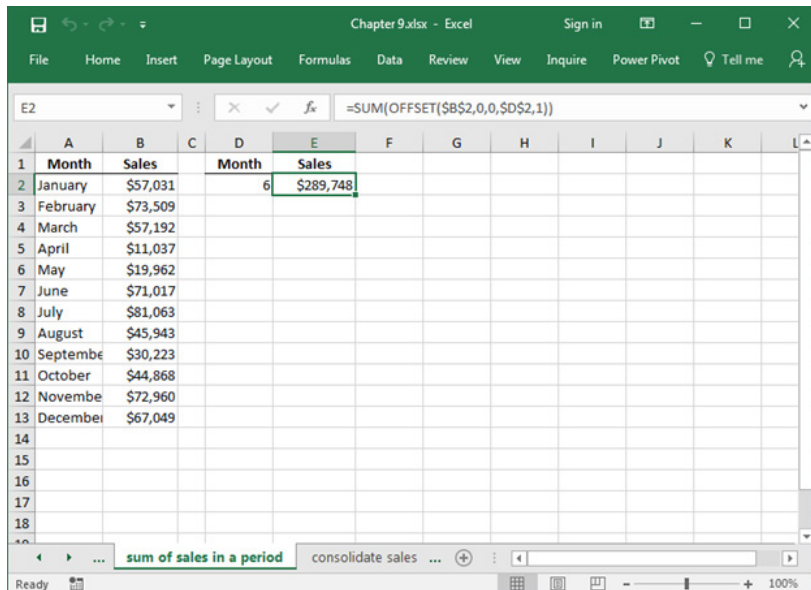 Chapter 9.xlsx - Excel Sign in
File Home Insert Page Layout Formulas Data Review View Inquire Power Pivot Tell me
E2 fx =SUM(OFFSET($B$2,0,0,$D$2,1))
A B C D E F G H I J K L
1 Month Sales Month Sales
2 January $57,031 6 $289,748
3 February $73,509
4 March $57,192
5 April $11,037
6 May $19,962
7 June $71,017
8 July $81,063
9 August $45,943
10 Septembe $30,223
11 October $44,868
12 Novembe $72,960
13 December $67,049
14
15
16
17
18
19
... sum of sales in a period consolidate sales ...
Ready 100%